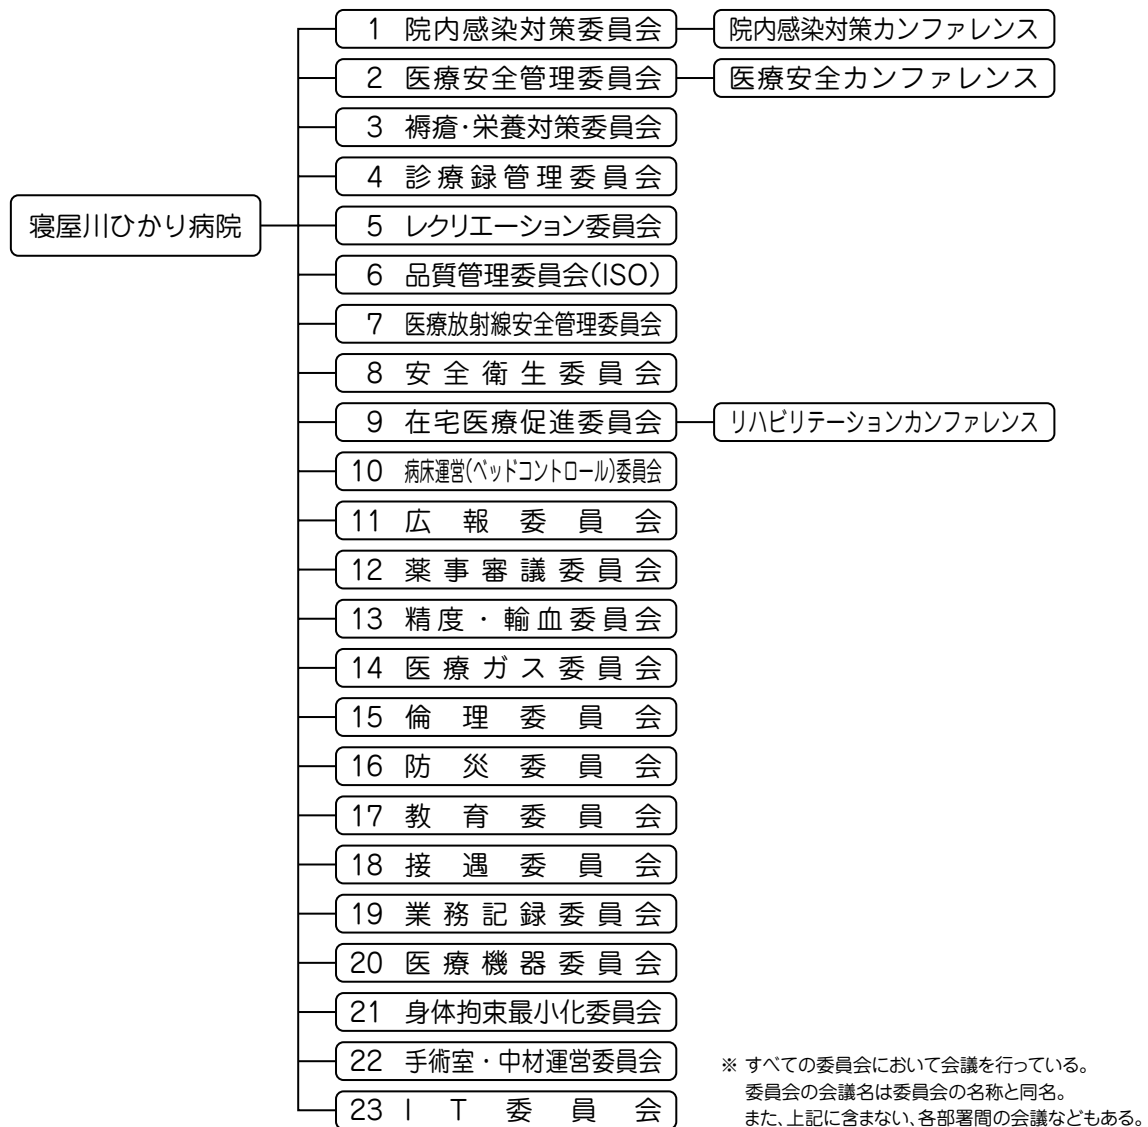 1 院内感染対策委員会 院内感染対策カンファレンス
2 医療安全管理委員会 医療安全カンファレンス
3 褥瘡・栄養対策委員会
4 診療録管理委員会
寝屋川ひかり病院
5 レクリエーション委員会
6 品質管理委員会(ISO)
7 医療放射線安全管理委員会
8 安全衛生委員会
9 在宅医療促進委員会 リハビリテーションカンファレンス
10 病床運営(ベッドコントロール)委員会
11 広報委員会
12 薬事審議委員会
13 精度・輸血委員会
14 医療ガス委員会
15 倫理委員会
16 防災委員会
17 教育委員会
18 接遇委員会
19 業務記録委員会
20 医療機器委員会
21 身体拘束最小化委員会
22 手術室・中材運営委員会
23 IT委員会
※ すべての委員会において会議を行っている。
委員会の会議名は委員会の名称と同名。
また、上記に含まない、各部署間の会議などもある。